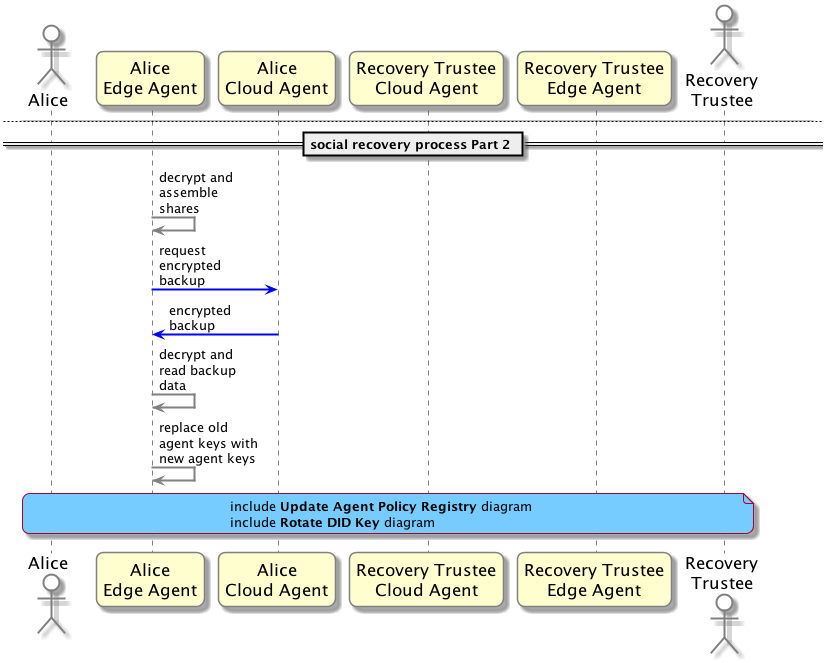 Alice
Alice
Edge Agent
Alice
Cloud Agent
Recovery Trustee
Cloud Agent
Recovery Trustee
Edge Agent
Recovery
Trustee
social recovery process Part 2
decrypt and
assemble
shares
request
encrypted
backup
encrypted
backup
decrypt and
read backup
data
replace old
agent keys with
new agent keys
include Update Agent Policy Registry diagram
include Rotate DID Key diagram
Alice
Alice
Edge Agent
Alice
Cloud Agent
Recovery Trustee
Cloud Agent
Recovery Trustee
Edge Agent
Recovery
Trustee